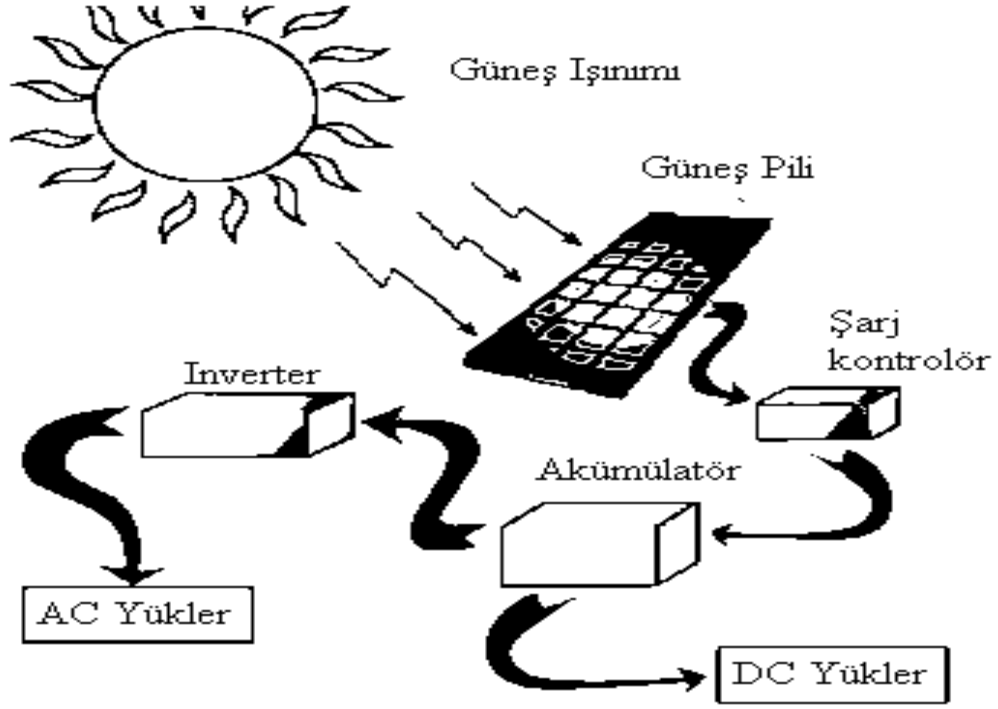 Güneş Işınımı
Güneş Pili
Şarj
kontrolör
Inverter
Akümülatör
AC Yükler
DC Yükler